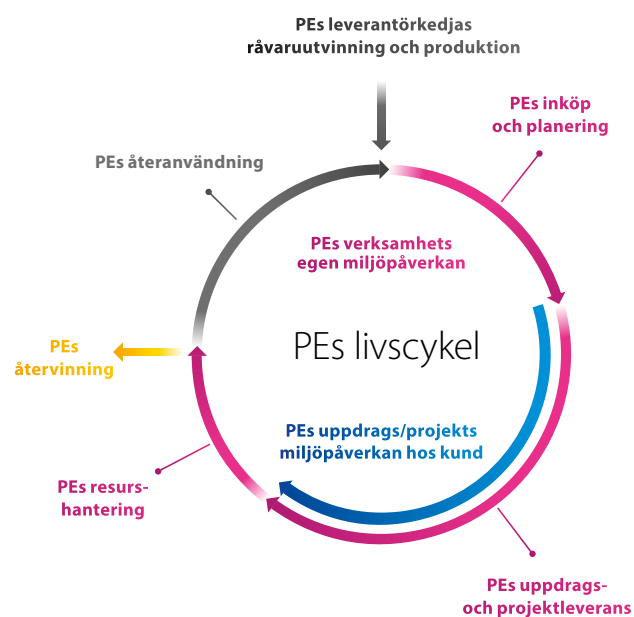 PEs leverantörkedjas
råvaruutvinning och produktion
PEs inköp
och planering
PEs återanvändning
PEs verksamhets
egen miljöpåverkan
PEs livscykel
PEs
återvinning
PEs uppdrags/projekts
miljöpåverkan hos kund
PEs resurs-
hantering
PEs uppdrags-
och projektleverans